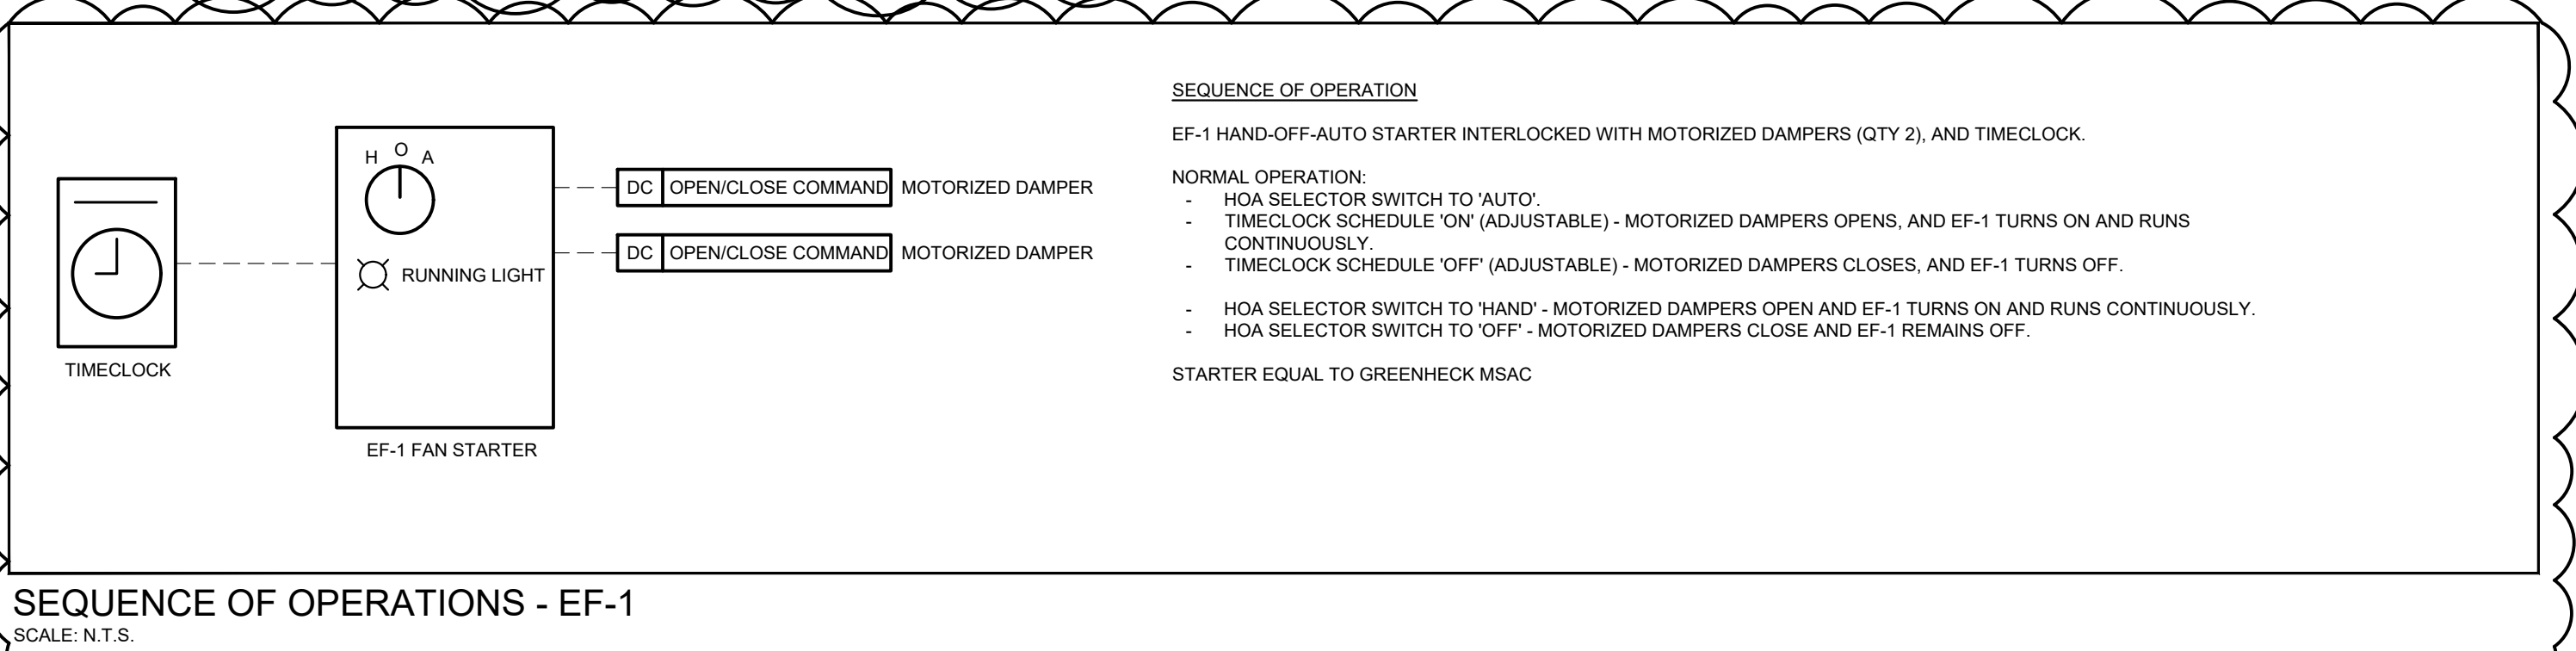 H O A
RUNNING LIGHT
TIMECLOCK
EF-1 FAN STARTER
DC OPEN/CLOSE COMMAND MOTORIZED DAMPER
DC OPEN/CLOSE COMMAND MOTORIZED DAMPER
SEQUENCE OF OPERATION
EF-1 HAND-OFF-AUTO STARTER INTERLOCKED WITH MOTORIZED DAMPERS (QTY 2), AND TIMECLOCK.
NORMAL OPERATION:
- HOA SELECTOR SWITCH TO 'AUTO'.
- TIMECLOCK SCHEDULE 'ON' (ADJUSTABLE) - MOTORIZED DAMPERS OPENS, AND EF-1 TURNS ON AND RUNS
CONTINUOUSLY.
- TIMECLOCK SCHEDULE 'OFF' (ADJUSTABLE) - MOTORIZED DAMPERS CLOSES, AND EF-1 TURNS OFF.
- HOA SELECTOR SWITCH TO 'HAND' - MOTORIZED DAMPERS OPEN AND EF-1 TURNS ON AND RUNS CONTINUOUSLY.
- HOA SELECTOR SWITCH TO 'OFF' - MOTORIZED DAMPERS CLOSE AND EF-1 REMAINS OFF.
STARTER EQUAL TO GREENHECK MSAC
SEQUENCE OF OPERATIONS - EF-1
SCALE: N.T.S.